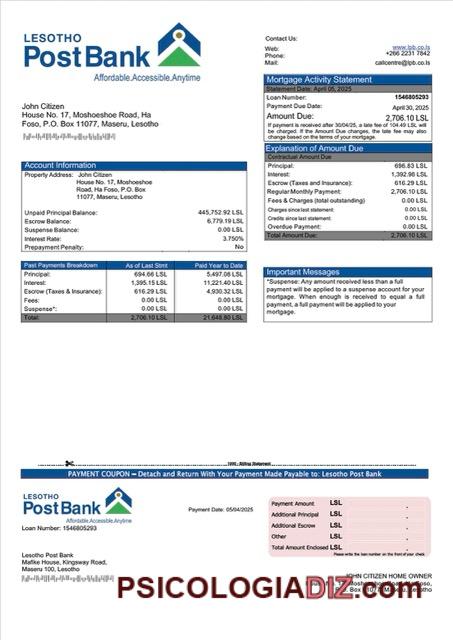 LESOTHO
PostBank
Affordable.Accessible.Anytime
Contact Us:
Web: www.lpb.co.ls
Phone: +266 2231 7842
Mail: callcentre@lpb.co.ls
Mortgage Activity Statement
Statement Date: April 05, 2025
Loan Number: 1546805293
Payment Due Date: April 30, 2025
Amount Due: 2,706.10 LSL
If payment is received after 30/04/25, a late fee of 104.49 LSL will
be charged. If the Amount Due changes, the late fee may also
change based on the terms of your mortgage.
John Citizen
House No. 17, Moshoeshoe Road, Ha
Foso, P.O. Box 11077, Maseru, Lesotho
Explanation of Amount Due
Contractual Amount Due
Principal: 696.83 LSL
Interest: 1,392.98 LSL
Escrow (Taxes and Insurance): 616.29 LSL
Regular Monthly Payment: 2,706.10 LSL
Fees & Charges (total outstanding) 0.00 LSL
Charges since last statement: 0.00 LSL
Credits since last statement: 0.00 LSL
Overdue Payment: 0.00 LSL
Total Amount Due: 2,706.10 LSL
Account Information
Property Address: John Citizen
House No. 17, Moshoeshoe
Road, Ha Foso, P.O. Box
11077, Maseru, Lesotho
Unpaid Principal Balance: 445,752.92 LSL
Escrow Balance: 6,779.19 LSL
Suspense Balance: 0.00 LSL
Interest Rate: 3.750%
Prepayment Penalty: No
Past Payments Breakdown As of Last Stmt Paid Year to Date
Principal: 694.66 LSL 5,497.08 LSL
Interest: 1,395.15 LSL 11,221.40 LSL
Escrow (Taxes & Insurance): 616.29 LSL 4,930.32 LSL
Fees: 0.00 LSL 0.00 LSL
Suspense*: 0.00 LSL 0.00 LSL
Total: 2,706.10 LSL 21,648.80 LSL
Important Messages
*Suspense: Any amount received less than a full
payment will be applied to a suspense account for your
mortgage. When enough is received to equal a full
payment, a full payment will be applied to your
mortgage.
Billing Statement
PAYMENT COUPON – Detach and Return With Your Payment Made Payable to: Lesotho Post Bank
LESOTHO
PostBank
Affordable.Accessible.Anytime
Loan Number: 1546805293
Payment Date: 05/04/2025
Payment Amount LSL .
Additional Principal LSL .
Additional Escrow LSL .
Other LSL .
Total Amount Enclosed LSL .
Please write the loan number on the front of your check
Lesotho Post Bank
Mafike House, Kingsway Road,
Maseru 100, Lesotho
JOHN CITIZEN HOME OWNER
PSICOLOGIADIZ.com